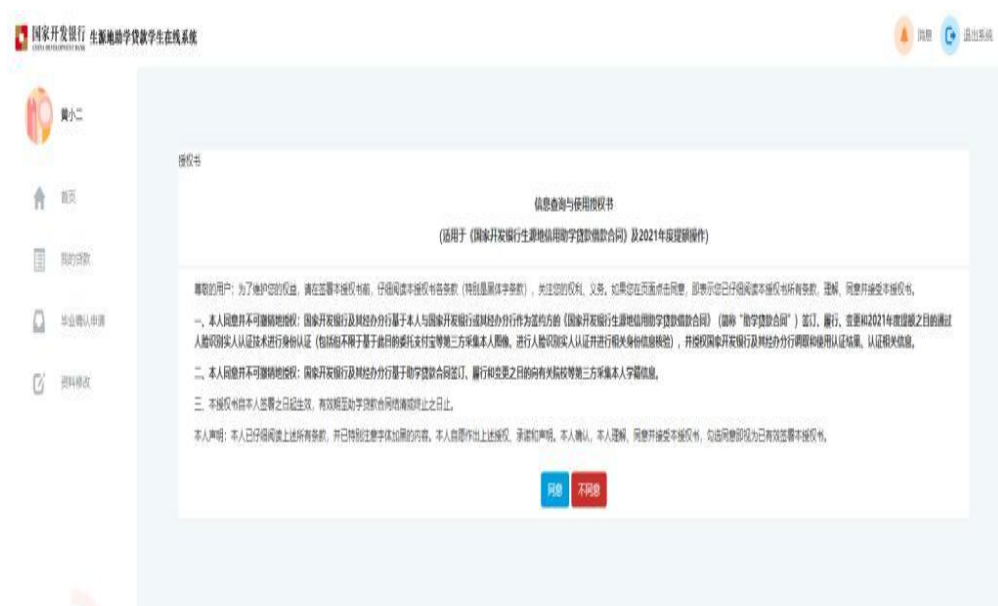 国家开发银行 生源地助学贷款学生在线系统
CHINA DEVELOPMENT BANK
消息
退出系统
黄小二
首页
我的贷款
毕业确认申请
资料修改
授权书
信息查询与使用授权书
(适用于《国家开发银行生源地信用助学贷款借款合同》及2021年度提额操作)
尊敬的用户：为了维护您的权益，请在签署本授权书前，仔细阅读本授权书各条款（特别是黑体字条款），关注您的权利、义务。如果您在页面点击同意，即表示您已仔细阅读本授权书所有条款，理解、同意并接受本授权书。
一、本人同意并不可撤销地授权：国家开发银行及其经办分行基于本人与国家开发银行或其经办分行作为签约方的《国家开发银行生源地信用助学贷款借款合同》（简称“助学贷款合同”）签订、履行、变更和2021年度提额之目的通过
人脸识别实人认证技术进行身份认证（包括但不限于基于此目的委托支付宝等第三方采集本人图像、进行人脸识别实人认证并进行相关身份信息核验），并授权国家开发银行及其经办分行调取和使用认证结果、认证相关信息。
二、本人同意并不可撤销地授权：国家开发银行及其经办分行基于助学贷款合同签订、履行和变更之目的向有关院校等第三方采集本人学籍信息。
三、本授权书自本人签署之日起生效，有效期至助学贷款合同结清或终止之日止。
本人声明：本人已仔细阅读上述所有条款，并已特别注意字体加黑的内容。本人自愿作出上述授权、承诺和声明。本人确认，本人理解、同意并接受本授权书，勾选同意即视为已有效签署本授权书。
同意 不同意